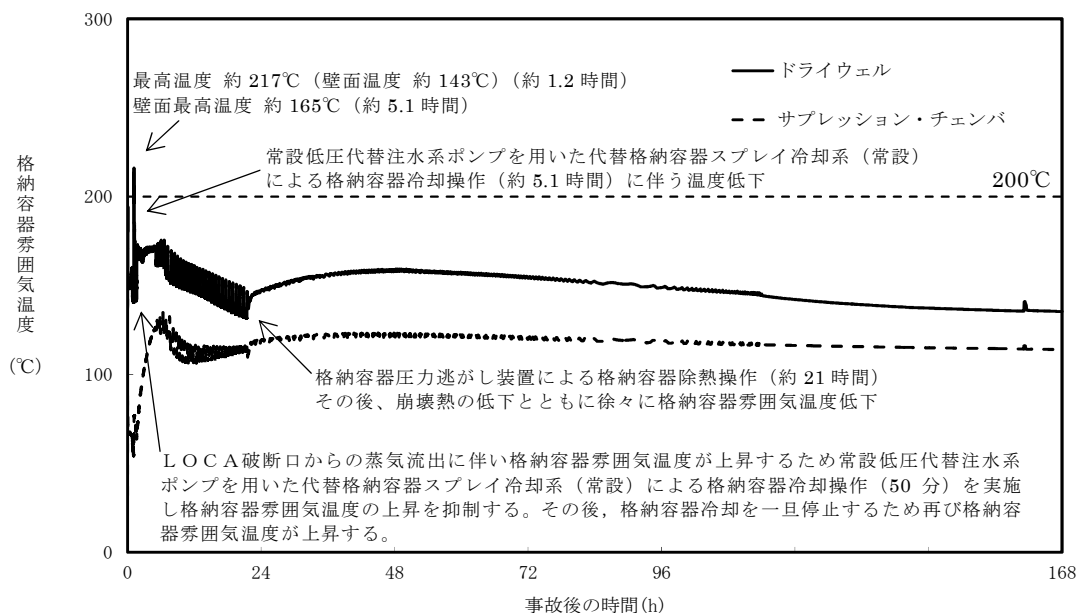 300
最高温度 約 217℃（壁面温度 約 143℃）（約 1.2 時間）
壁面最高温度 約 165℃（約 5.1 時間）
ドライウェル
サプレッション・チェンバ
常設低圧代替注水系ポンプを用いた代替格納容器スプレイ冷却系（常設）
による格納容器冷却操作（約 5.1 時間）に伴う温度低下
200℃
200
格納容器雰囲気温度
（℃）
100
格納容器圧力逃がし装置による格納容器除熱操作（約 21 時間）
その後、崩壊熱の低下とともに徐々に格納容器雰囲気温度低下
ＬＯＣＡ破断口からの蒸気流出に伴い格納容器雰囲気温度が上昇するため常設低圧代替注水系
ポンプを用いた代替格納容器スプレイ冷却系（常設）による格納容器冷却操作（50 分）を実施
し格納容器雰囲気温度の上昇を抑制する。その後，格納容器冷却を一旦停止するため再び格納容
器雰囲気温度が上昇する。
0
0 24 48 72 96 168
事故後の時間(h)